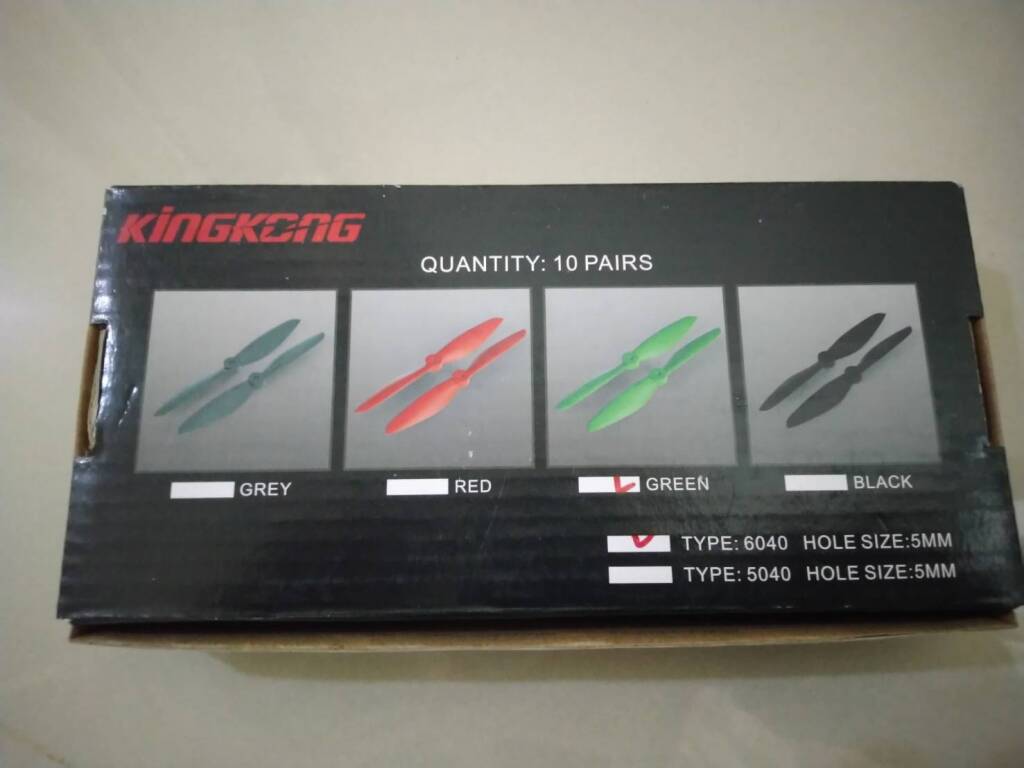 KINGKONG
QUANTITY: 10 PAIRS
GREY RED GREEN BLACK
TYPE: 6040 HOLE SIZE:5MM
TYPE: 5040 HOLE SIZE:5MM